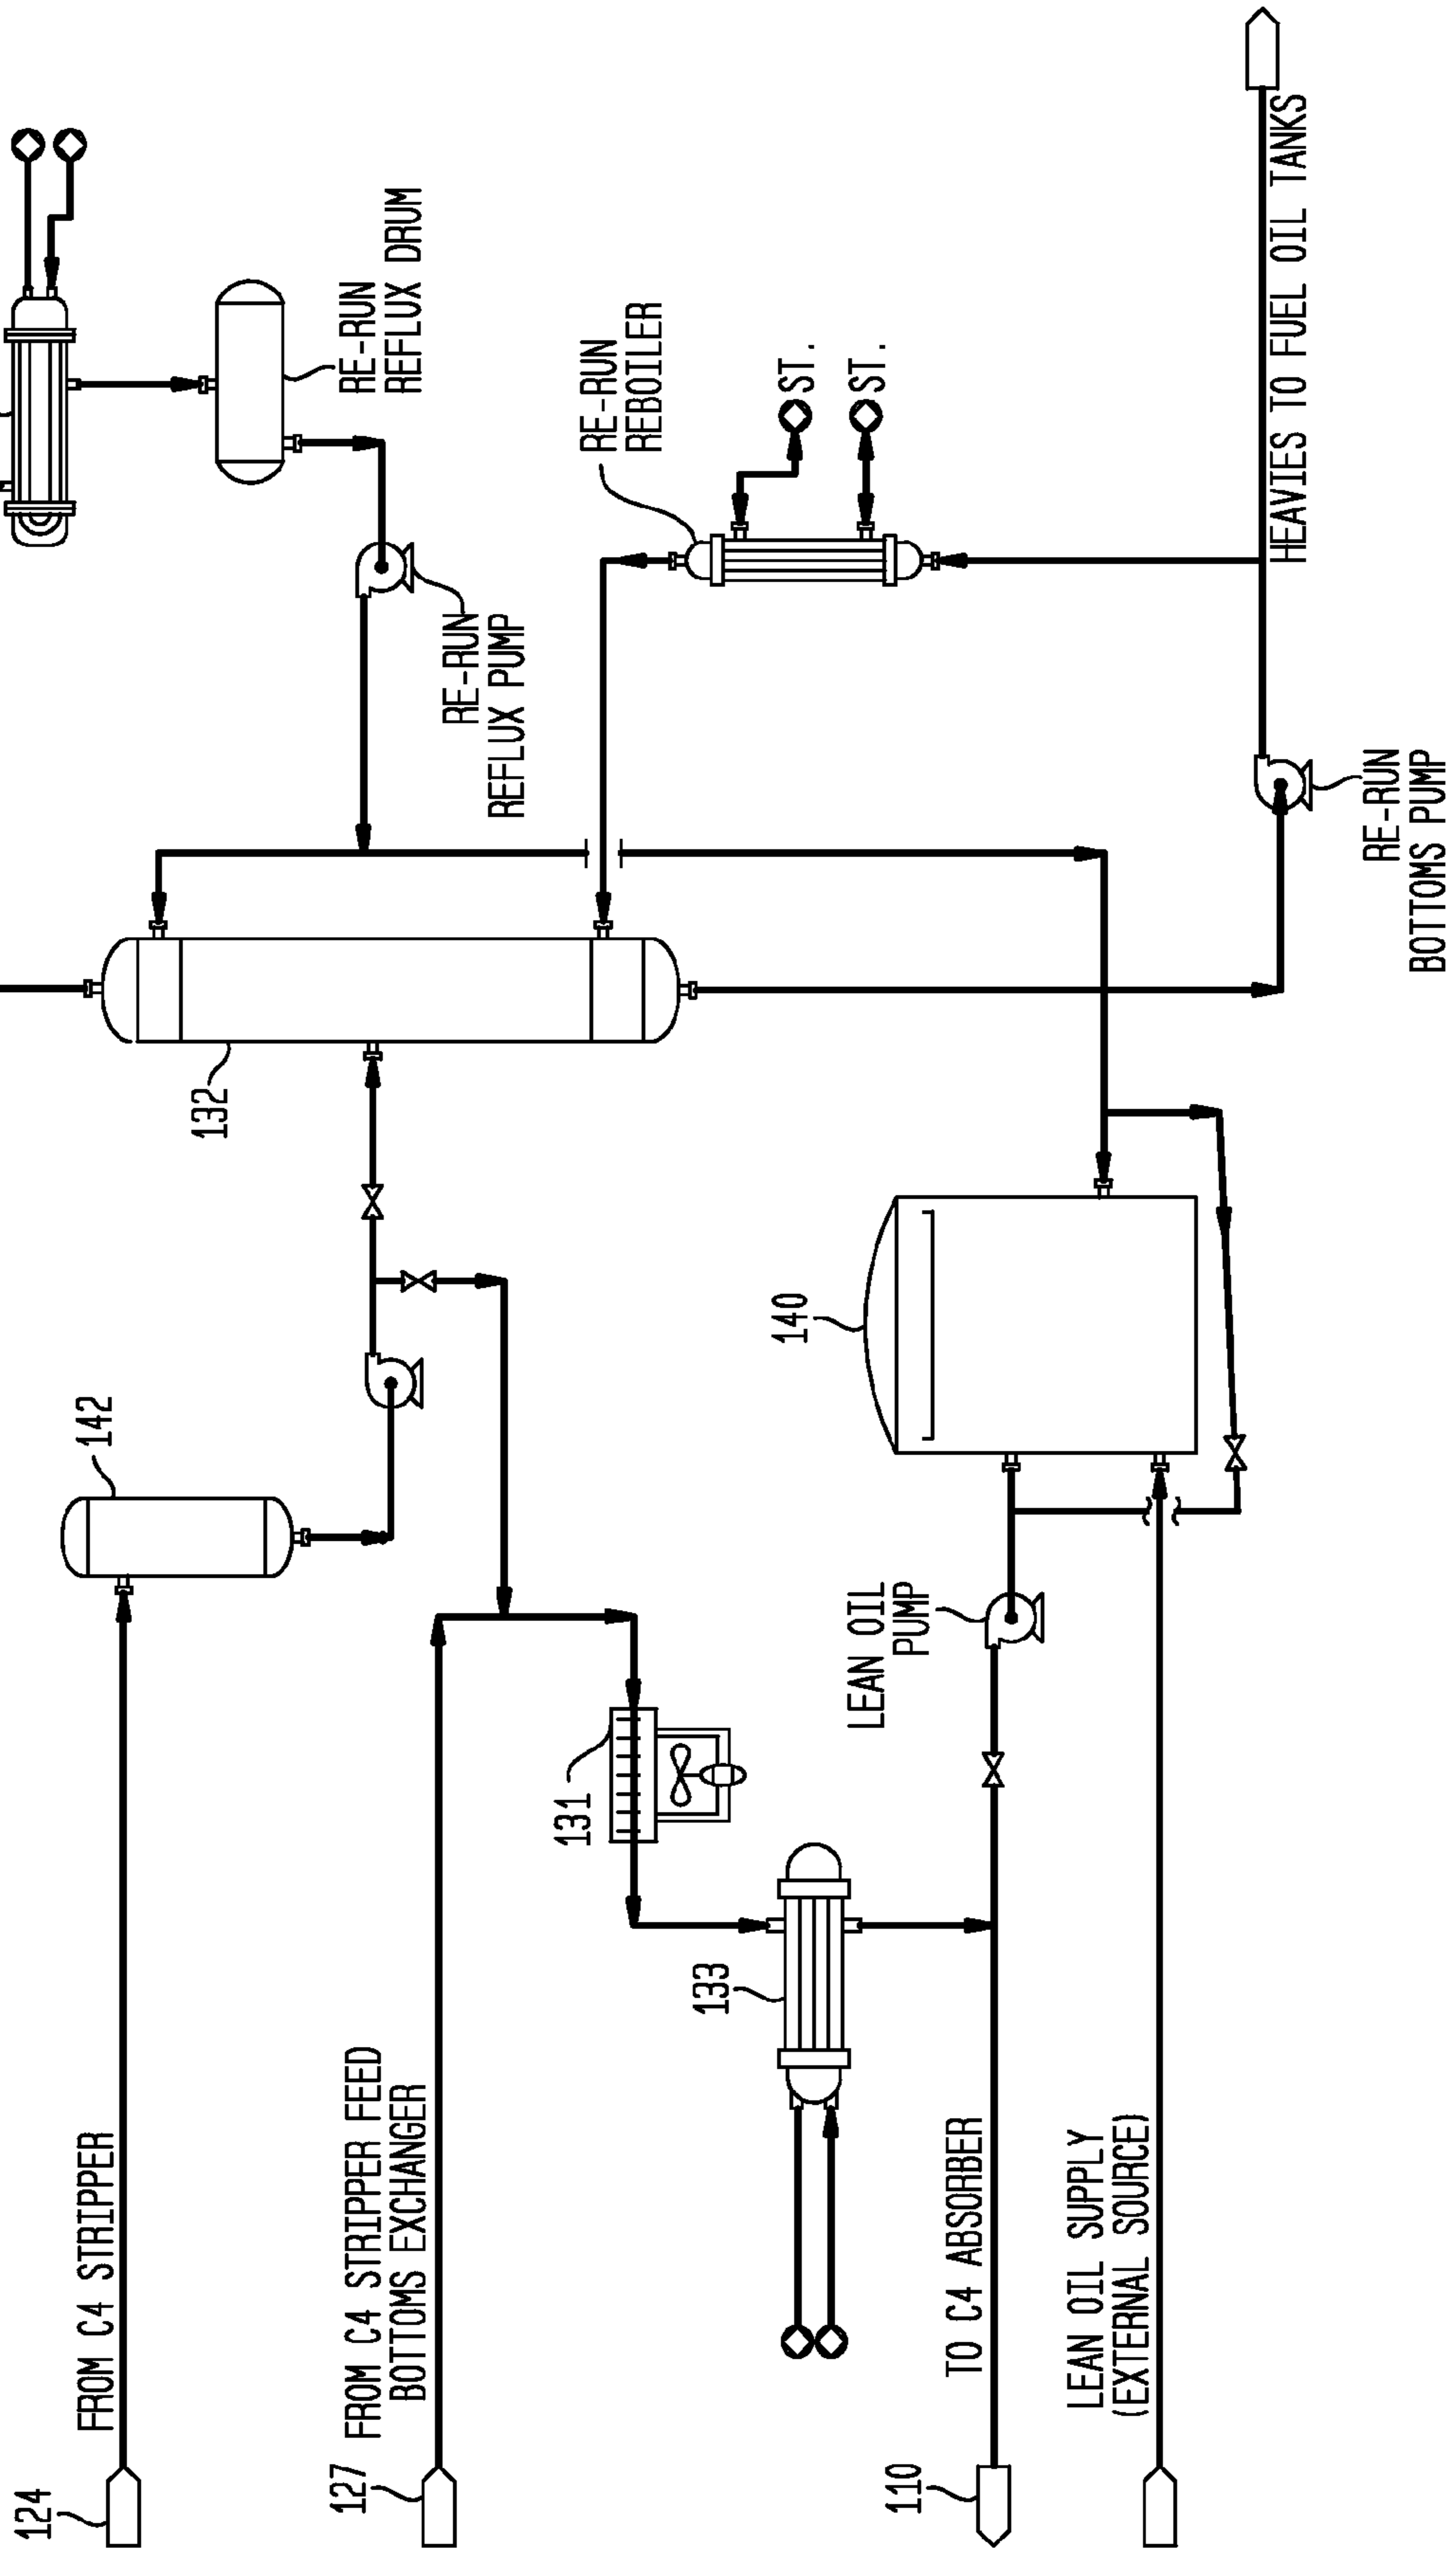 124
FROM C4 STRIPPER
142
127
FROM C4 STRIPPER FEED
BOTTOMS EXCHANGER
132
RE-RUN
REFLUX DRUM
RE-RUN
REFLUX PUMP
RE-RUN
REBOILER
ST.
ST.
131
133
140
LEAN OIL
PUMP
110
TO C4 ABSORBER
LEAN OIL SUPPLY
(EXTERNAL SOURCE)
HEAVIES TO FUEL OIL TANKS
RE-RUN
BOTTOMS PUMP